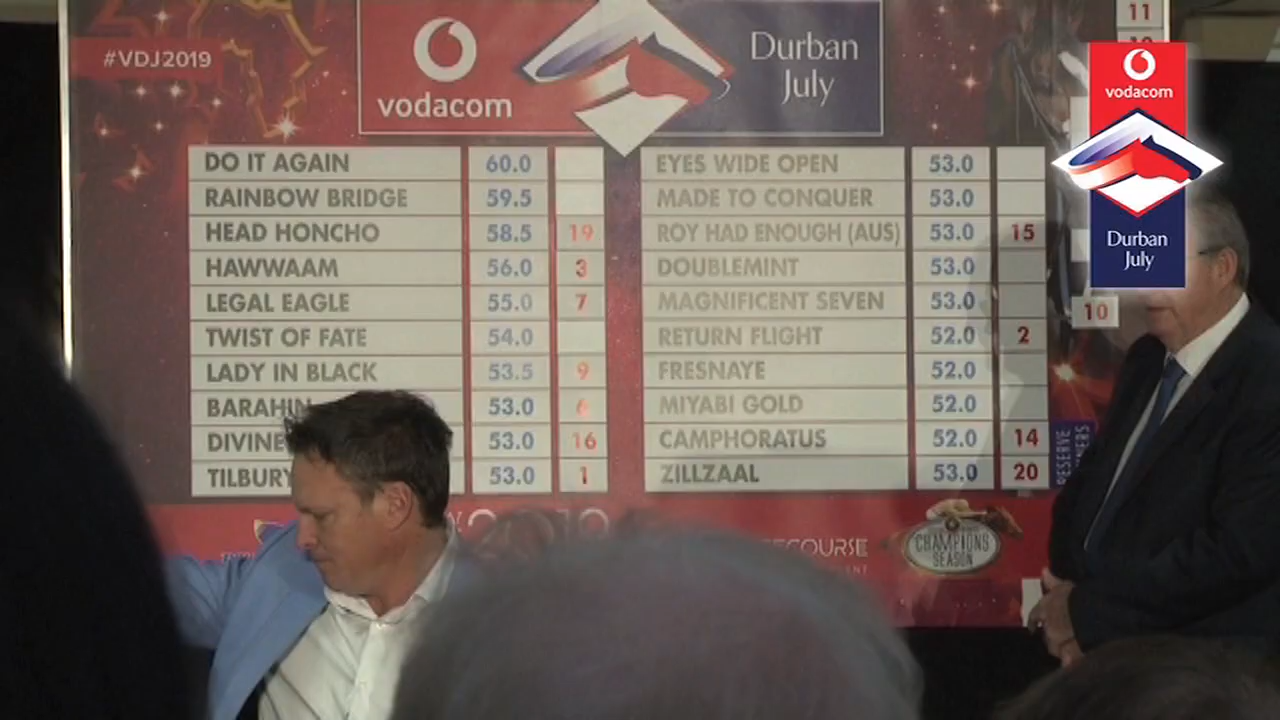 11
#VDJ2019
vodacom
Durban
July
vodacom
Durban
July
DO IT AGAIN 60.0
RAINBOW BRIDGE 59.5
HEAD HONCHO 58.5 19
HAWWAAM 56.0 3
LEGAL EAGLE 55.0 7
TWIST OF FATE 54.0
LADY IN BLACK 53.5 9
BARAHIN 53.0 6
DIVINE 53.0 16
TILBURY 53.0 1
EYES WIDE OPEN 53.0
MADE TO CONQUER 53.0
ROY HAD ENOUGH (AUS) 53.0 15
DOUBLEMINT 53.0
MAGNIFICENT SEVEN 53.0
RETURN FLIGHT 52.0 2
FRESNAYE 52.0
MIYABI GOLD 52.0
CAMPHORATUS 52.0 14
ZILLZAAL 53.0 20
10
RESERVE
2019
CHAMPIONS
SEASON